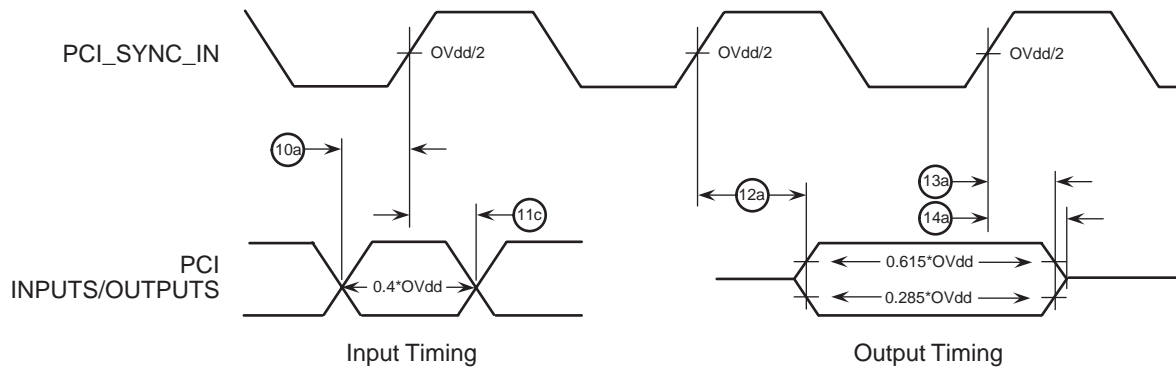 PCI_SYNC_IN
OVdd/2
OVdd/2
OVdd/2
10a
11c
12a
13a
14a
PCI
INPUTS/OUTPUTS
0.4*OVdd
0.615*OVdd
0.285*OVdd
Input Timing
Output Timing